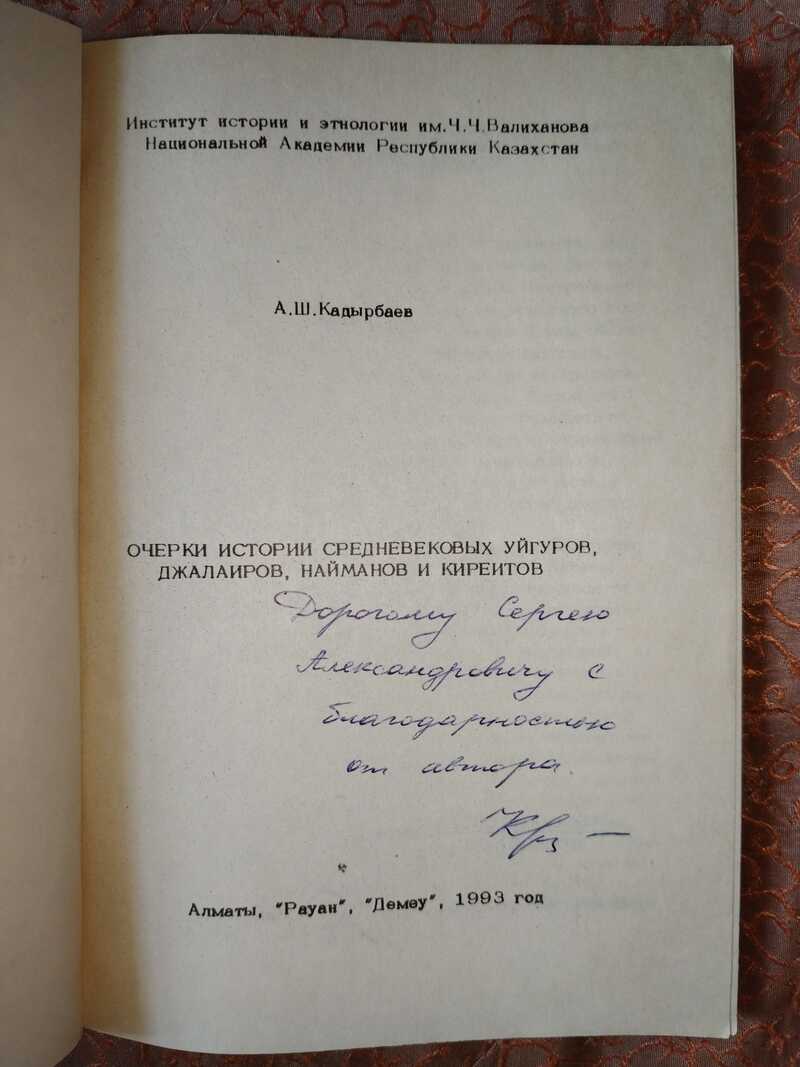 Институт истории и этнологии им.Ч.Ч.Валиханова
Национальной Академии Республики Казахстан
А.Ш.Кадырбаев
ОЧЕРКИ ИСТОРИИ СРЕДНЕВЕКОВЫХ УЙГУРОВ,
ДЖАЛАИРОВ, НАЙМАНОВ И КИРЕИТОВ
Дорогому Сергею
Александровичу с
благодарностью
от автора.
Алматы, "Рауан", "Демеу", 1993 год